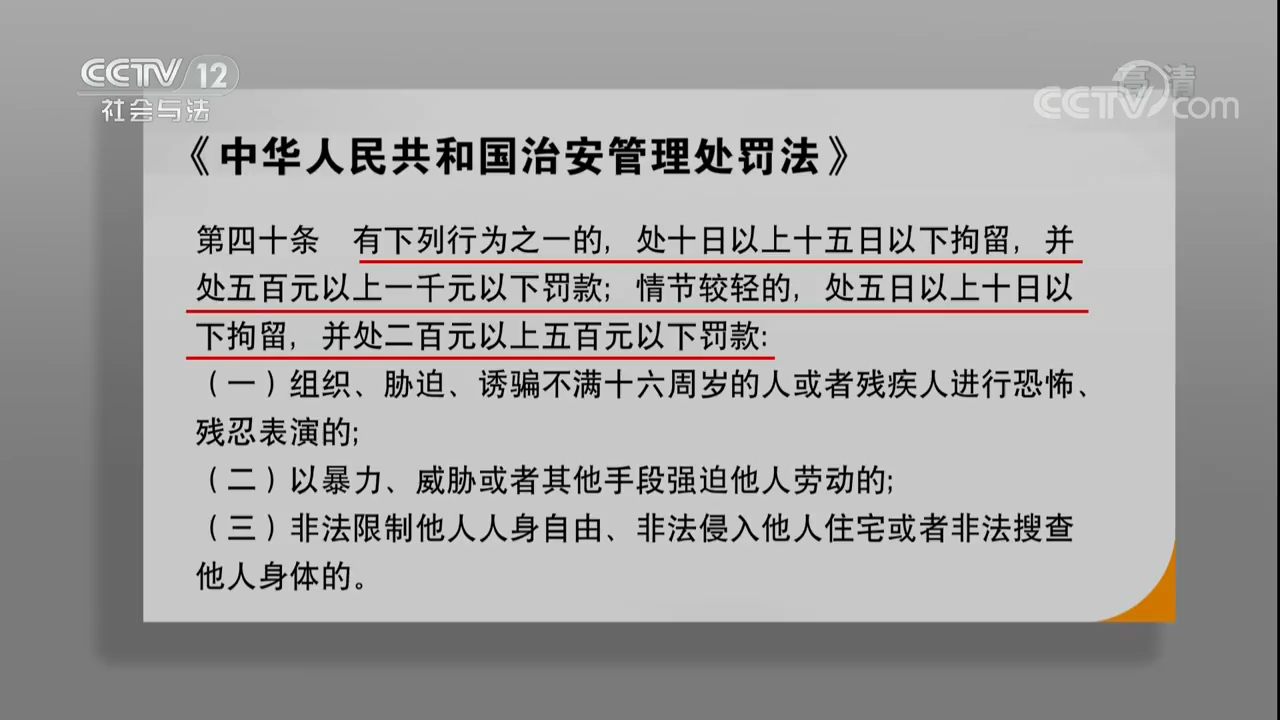 CCTV 12
社会与法
高清
CCTV.com
《中华人民共和国治安管理处罚法》
第四十条　有下列行为之一的，处十日以上十五日以下拘留，并
处五百元以上一千元以下罚款；情节较轻的，处五日以上十日以
下拘留，并处二百元以上五百元以下罚款：
（一）组织、胁迫、诱骗不满十六周岁的人或者残疾人进行恐怖、
残忍表演的；
（二）以暴力、威胁或者其他手段强迫他人劳动的；
（三）非法限制他人人身自由、非法侵入他人住宅或者非法搜查
他人身体的。